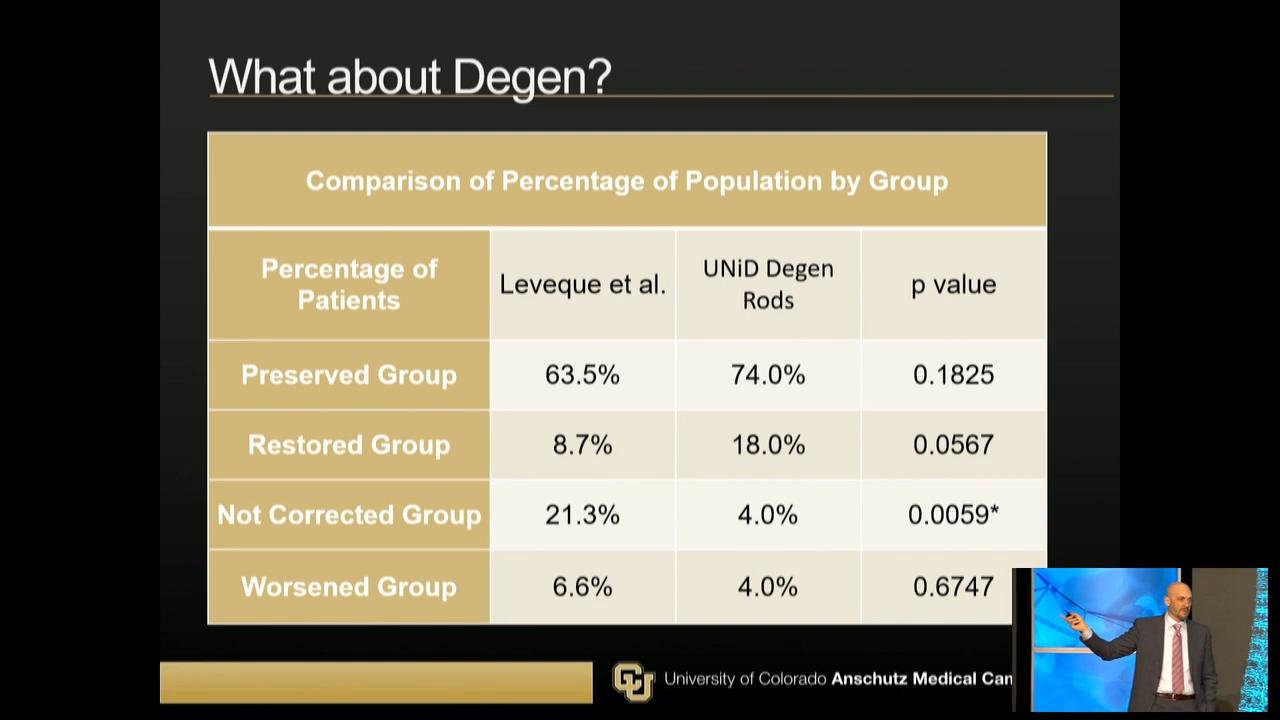 What about Degen?
Comparison of Percentage of Population by Group
Percentage of Patients Leveque et al. UNiD Degen Rods p value
Preserved Group 63.5% 74.0% 0.1825
Restored Group 8.7% 18.0% 0.0567
Not Corrected Group 21.3% 4.0% 0.0059*
Worsened Group 6.6% 4.0% 0.6747
CU University of Colorado Anschutz Medical Cam